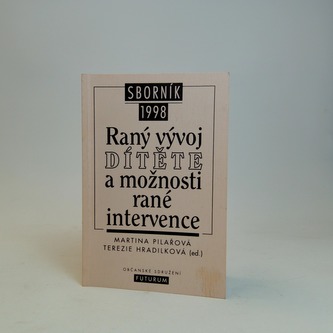 SBORNÍK
1998
Raný vývoj
DÍTĚTE
a možnosti
rané
intervence
MARTINA PILAŘOVÁ
TEREZIE HRADILKOVÁ (ed.)
OBČANSKÉ SDRUŽENÍ
FUTURUM